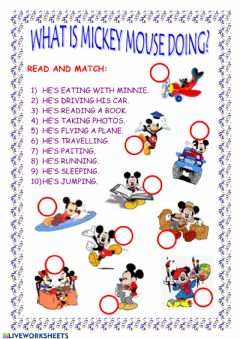 WHAT IS MICKEY MOUSE DOING?
READ AND MATCH:
1) HE'S EATING WITH MINNIE.
2) HE'S DRIVING HIS CAR.
3) HE'S READING A BOOK.
4) HE'S TAKING PHOTOS.
5) HE'S FLYING A PLANE.
6) HE'S TRAVELLING.
7) HE'S PAITING.
8) HE'S RUNNING.
9) HE'S SLEEPING.
10)HE'S JUMPING.
LIVEWORKSHEETS